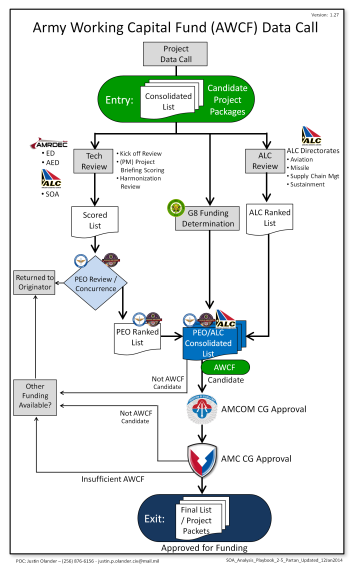 Version: 1.27
Army Working Capital Fund (AWCF) Data Call
Project
Data Call
Entry:
Consolidated
List
Candidate
Project
Packages
AMRDEC
• ED
• AED
ALC
• SOA
Tech
Review
• Kick off Review
• (PM) Project
Briefing Scoring
• Harmonization
Review
ALC
Review
ALC
ALC Directorates
• Aviation
• Missile
• Supply Chain Mgt
• Sustainment
Scored
List
G8 Funding
Determination
ALC Ranked
List
Returned to
Originator
PEO Review /
Concurrence
PEO Ranked
List
ALC
PEO/ALC
Consolidated
List
AWCF
Candidate
Not AWCF
Candidate
Other
Funding
Available?
Not AWCF
Candidate
AMCOM CG Approval
AMC CG Approval
Insufficient AWCF
Exit:
Final List
/ Project
Packets
Approved for Funding
POC: Justin Olander – (256) 876-6156 - justin.p.olander.civ@mail.mil
SOA_Analysis_Playbook_2-5_Partan_Updated_12Jan2014